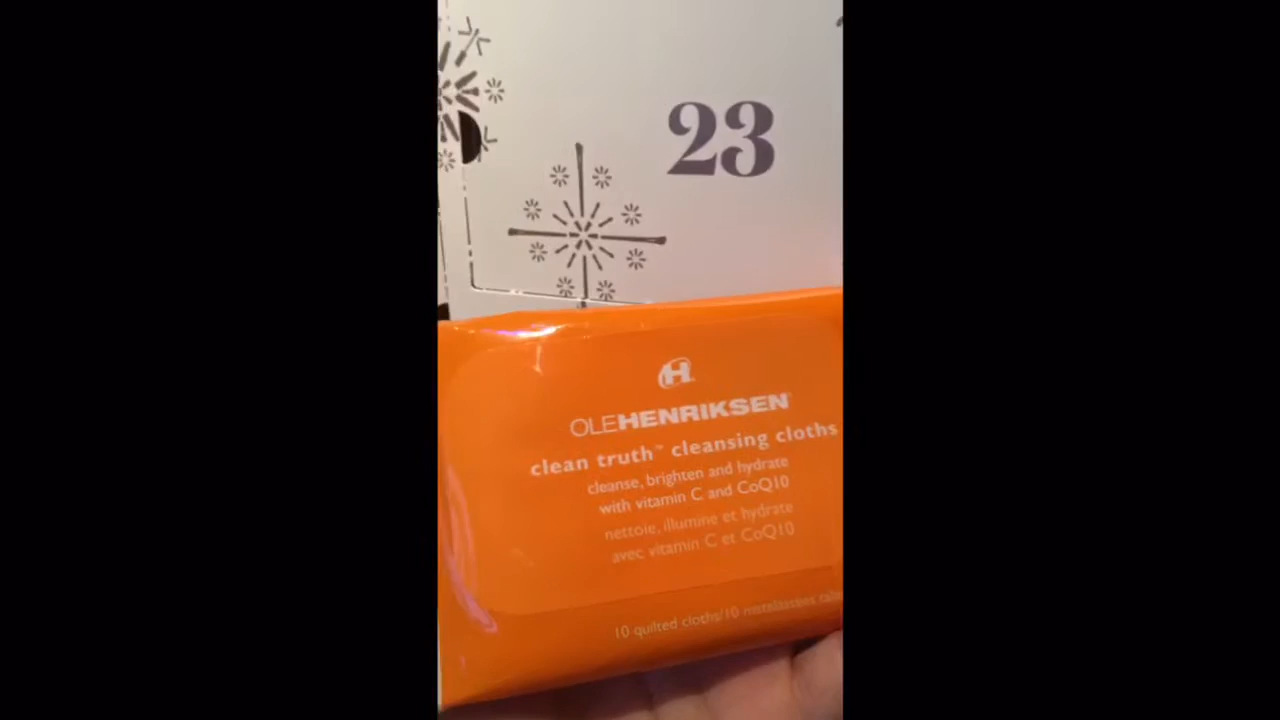 23
H
OLEHENRIKSEN
clean truth™ cleansing cloths
cleanse, brighten and hydrate
with vitamin C and CoQ10
nettoie, illumine et hydrate
avec vitamin C et CoQ10
10 quilted cloths/10